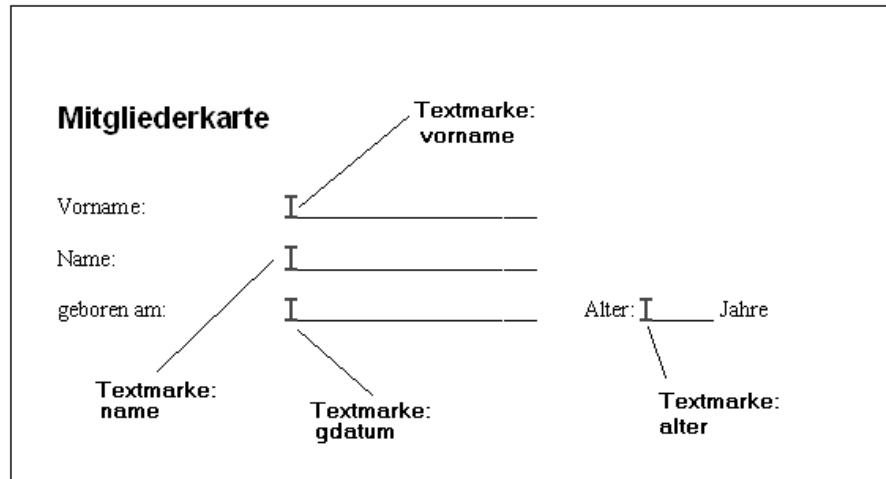 Mitgliederkarte
Textmarke:
vorname
Vorname:
Name:
geboren am:
Alter: Jahre
Textmarke:
name
Textmarke:
gdatum
Textmarke:
alter